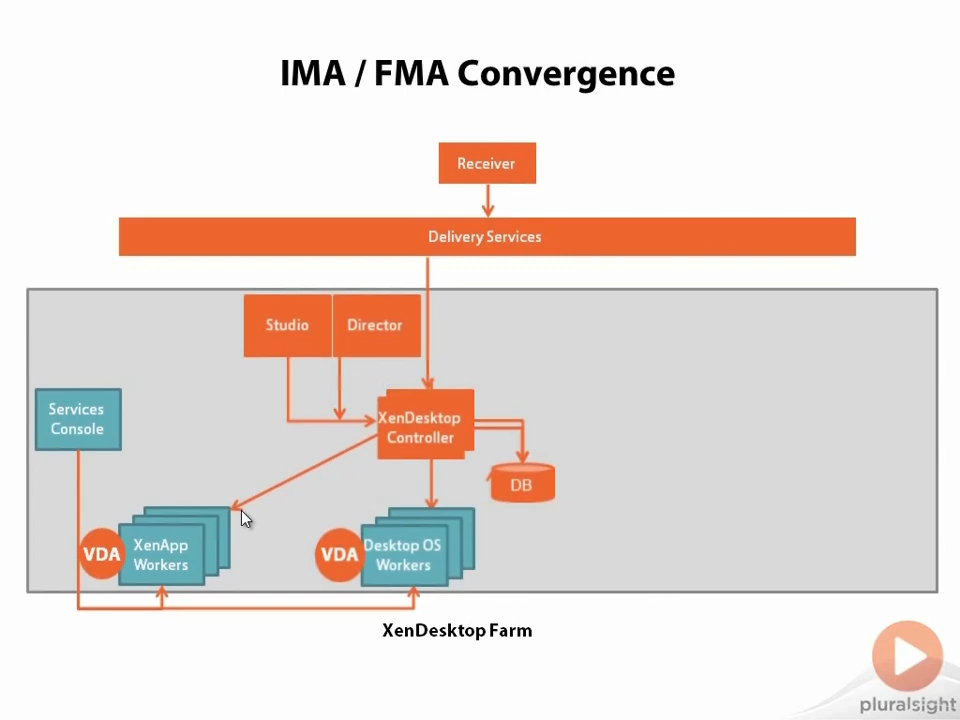 IMA / FMA Convergence
Receiver
Delivery Services
Studio
Director
Services
Console
XenDesktop
Controller
DB
VDA
XenApp
Workers
VDA
Desktop OS
Workers
XenDesktop Farm
pluralsight